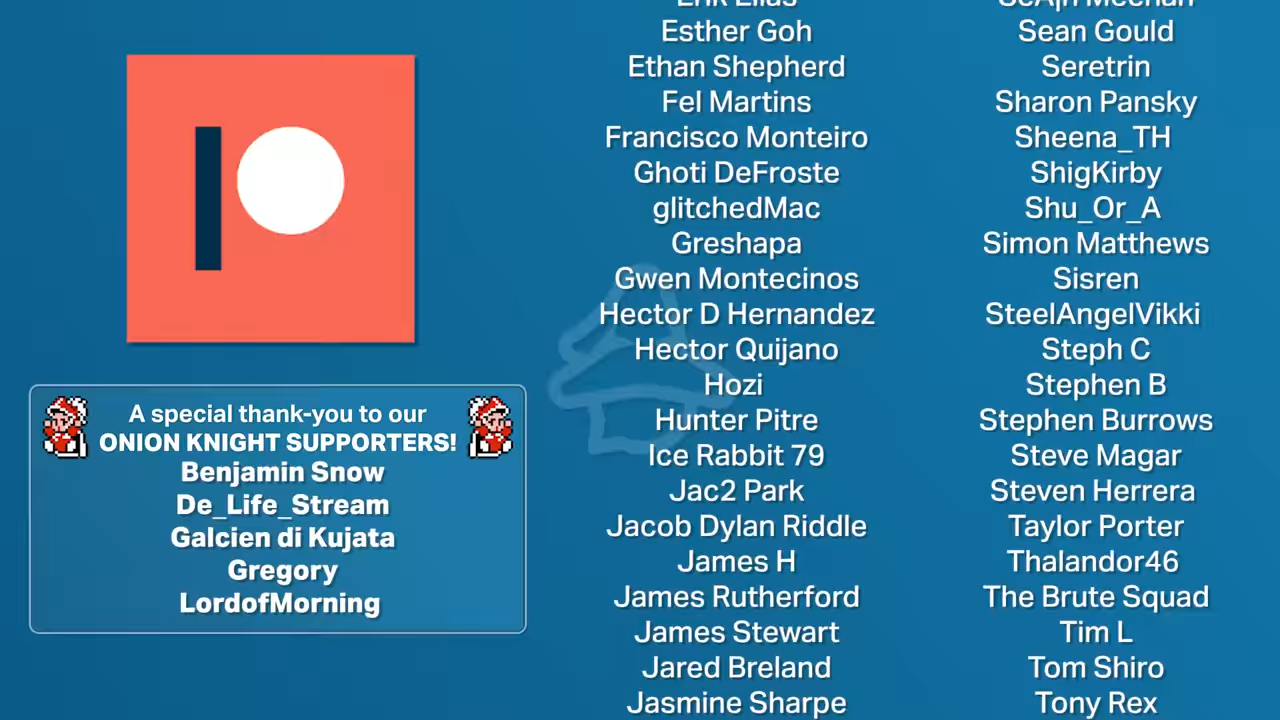 A special thank-you to our
ONION KNIGHT SUPPORTERS!
Benjamin Snow
De_Life_Stream
Galcien di Kujata
Gregory
LordofMorning
Erik Elias
Esther Goh
Ethan Shepherd
Fel Martins
Francisco Monteiro
Ghoti DeFroste
glitchedMac
Greshapa
Gwen Montecinos
Hector D Hernandez
Hector Quijano
Hozi
Hunter Pitre
Ice Rabbit 79
Jac2 Park
Jacob Dylan Riddle
James H
James Rutherford
James Stewart
Jared Breland
Jasmine Sharpe
Sean Gould
Seretrin
Sharon Pansky
Sheena_TH
ShigKirby
Shu_Or_A
Simon Matthews
Sisren
SteelAngelVikki
Steph C
Stephen B
Stephen Burrows
Steve Magar
Steven Herrera
Taylor Porter
Thalandor46
The Brute Squad
Tim L
Tom Shiro
Tony Rex